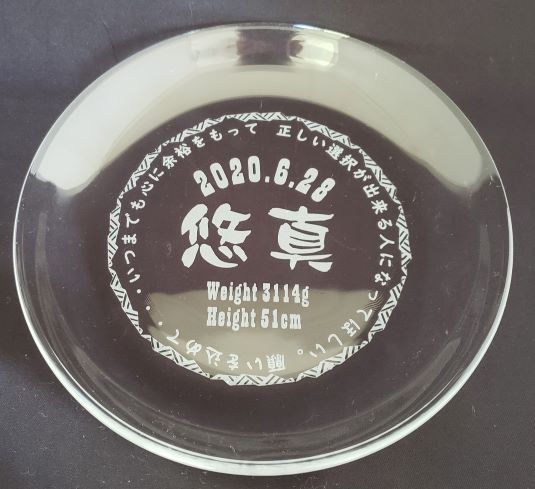 ・・いつまでも心に余裕をもって 正しい選択が出来る人になってほしい。願いを込めて・・
2020.6.28
悠真
Weight 3114g
Height 51cm